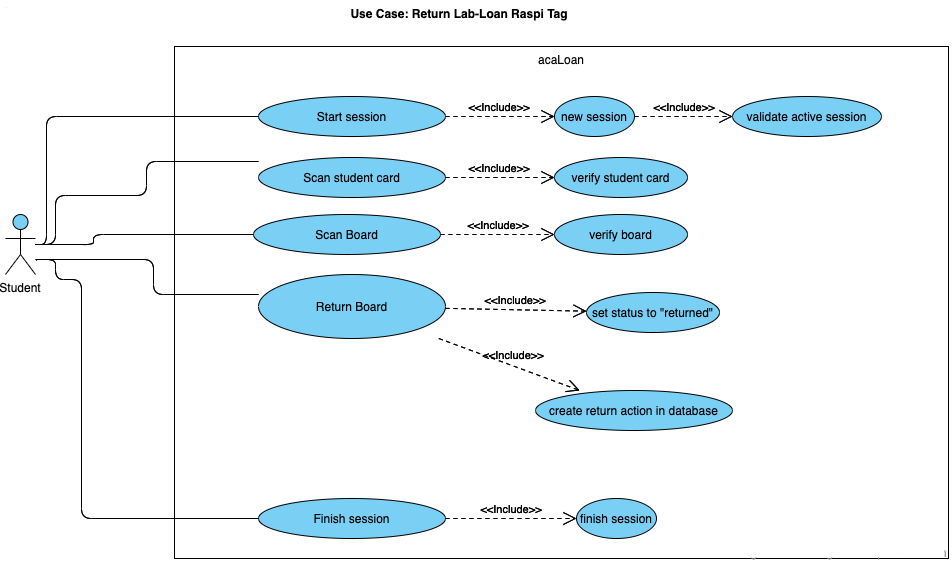 Use Case: Return Lab-Loan Raspi Tag
acaLoan
Start session
<<Include>>
new session
<<Include>>
validate active session
Scan student card
<<Include>>
verify student card
Scan Board
<<Include>>
verify board
Student
Return Board
<<Include>>
set status to "returned"
<<Include>>
create return action in database
Finish session
<<Include>>
finish session